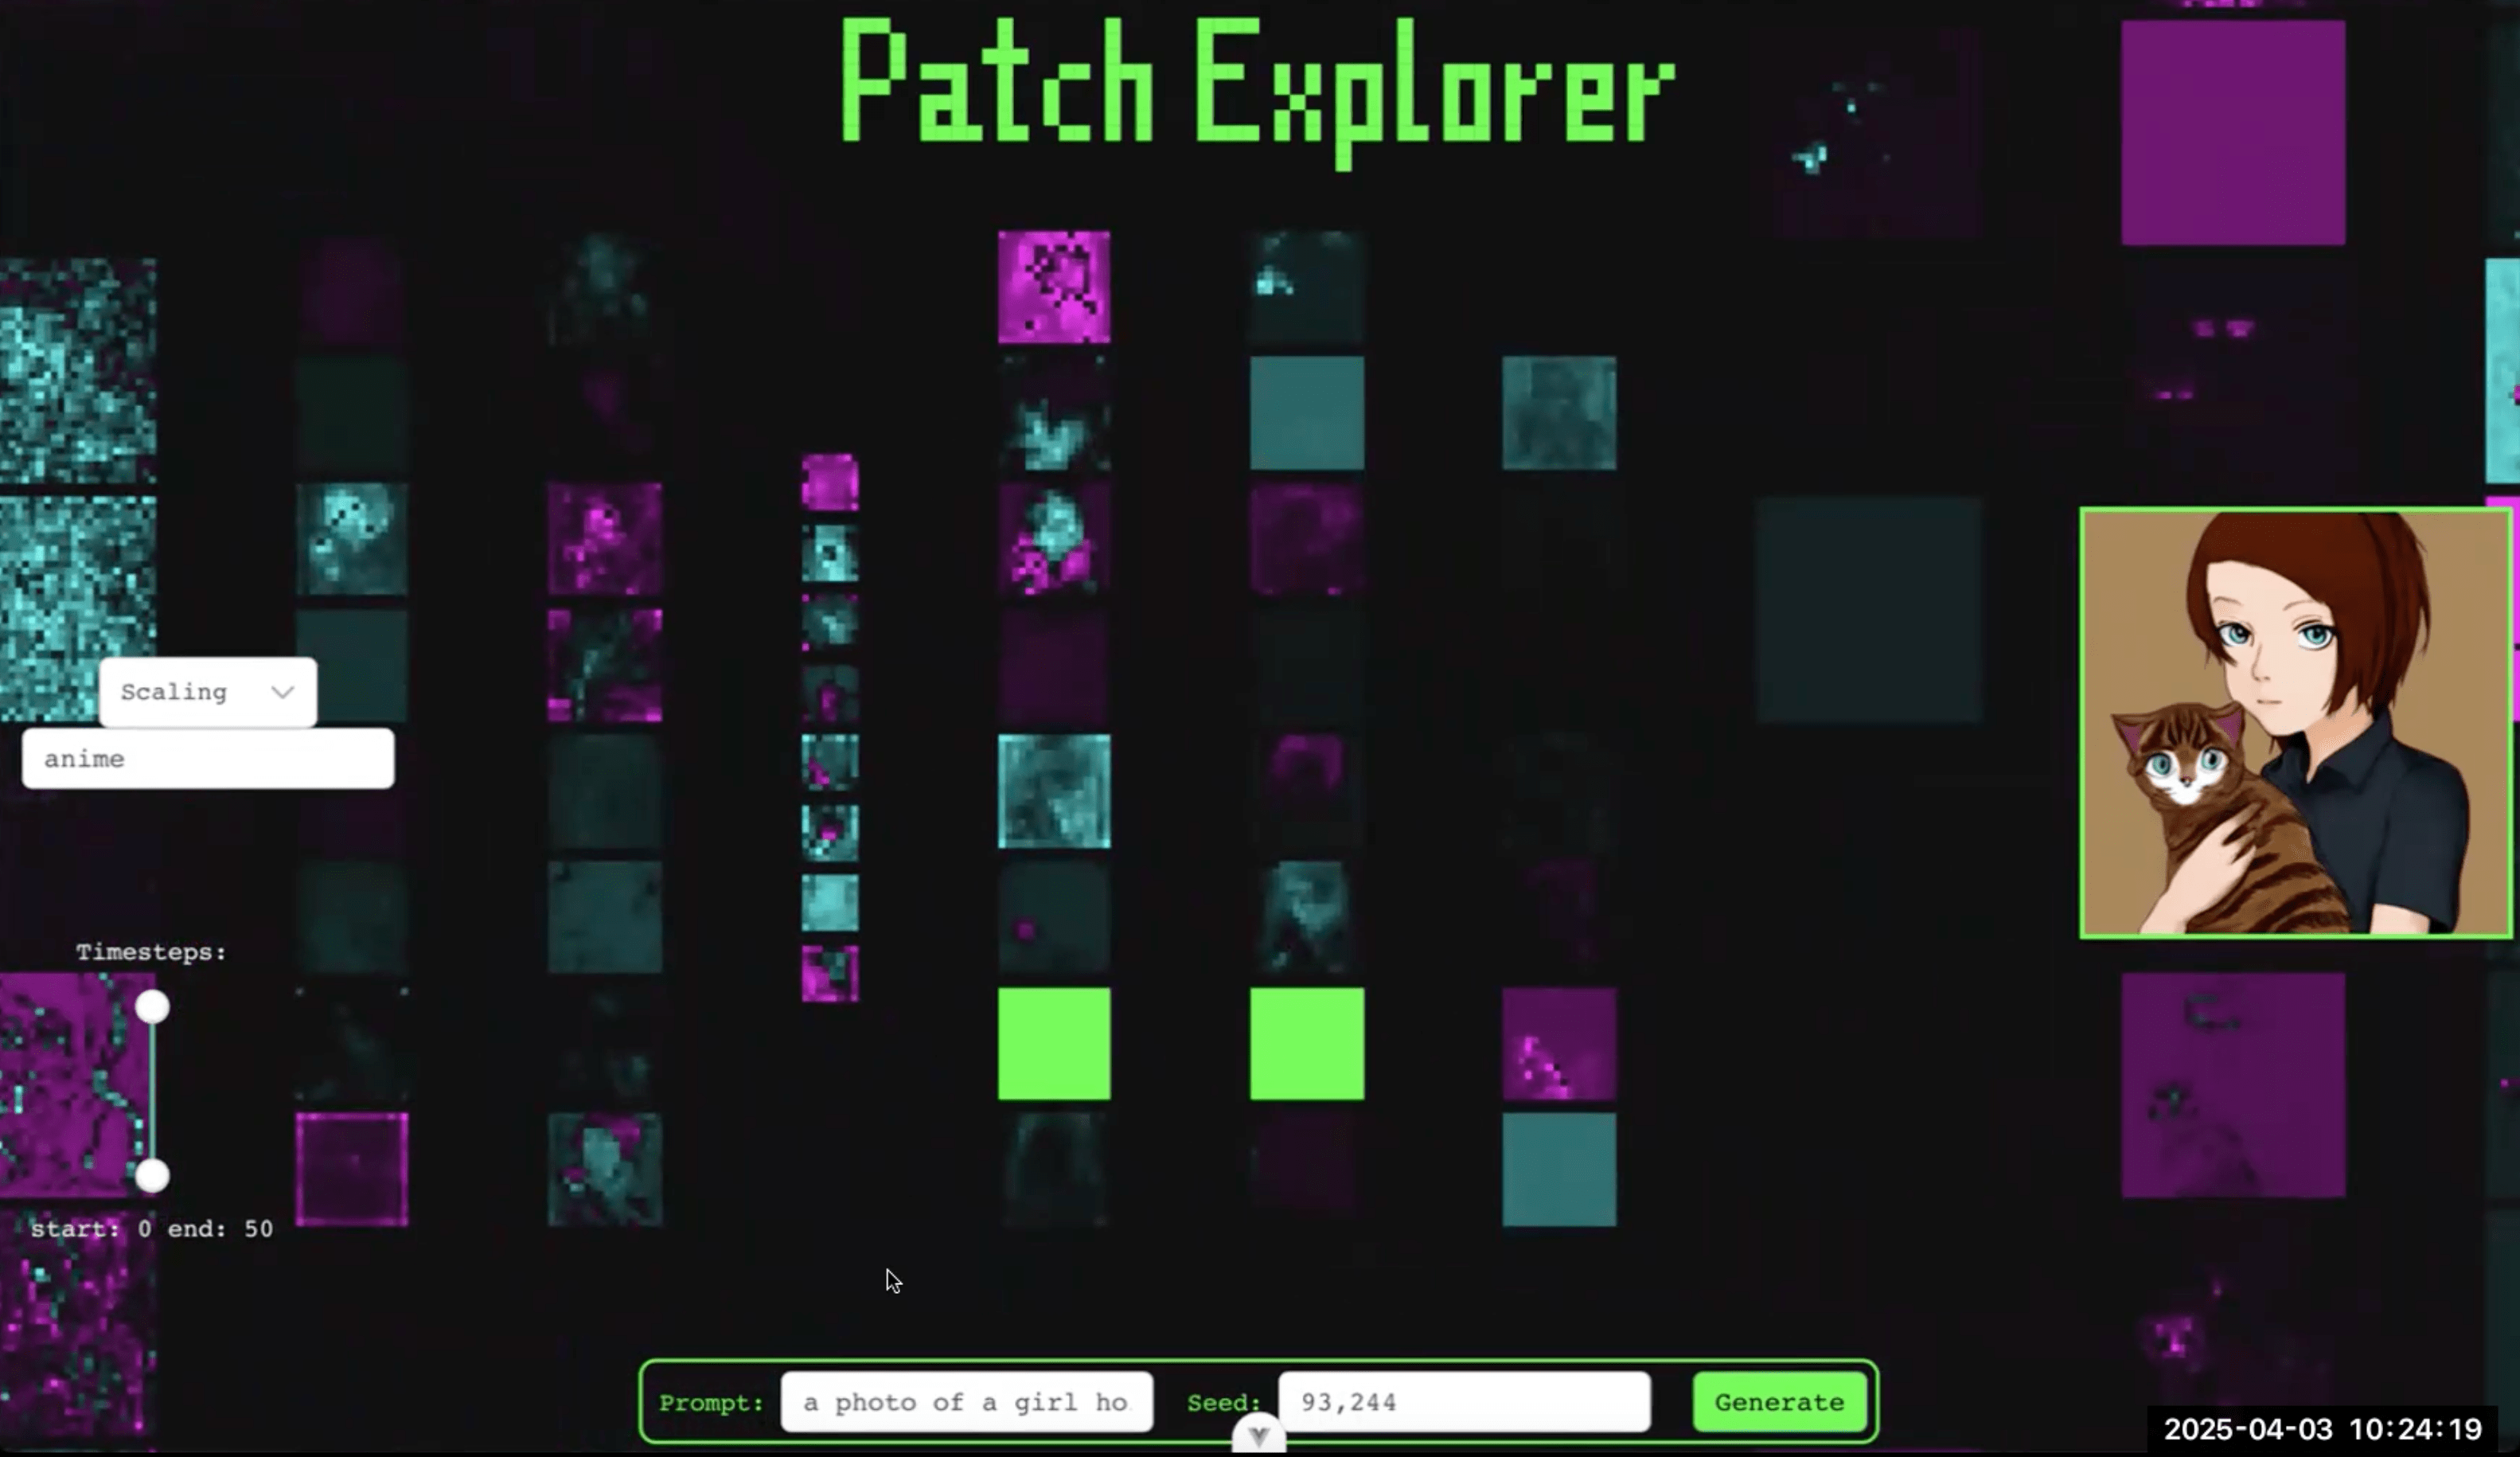 Patch Explorer
Scaling
anime
Timesteps:
start: 0 end: 50
Prompt: a photo of a girl ho Seed: 93,244 Generate
2025-04-03 10:24:19